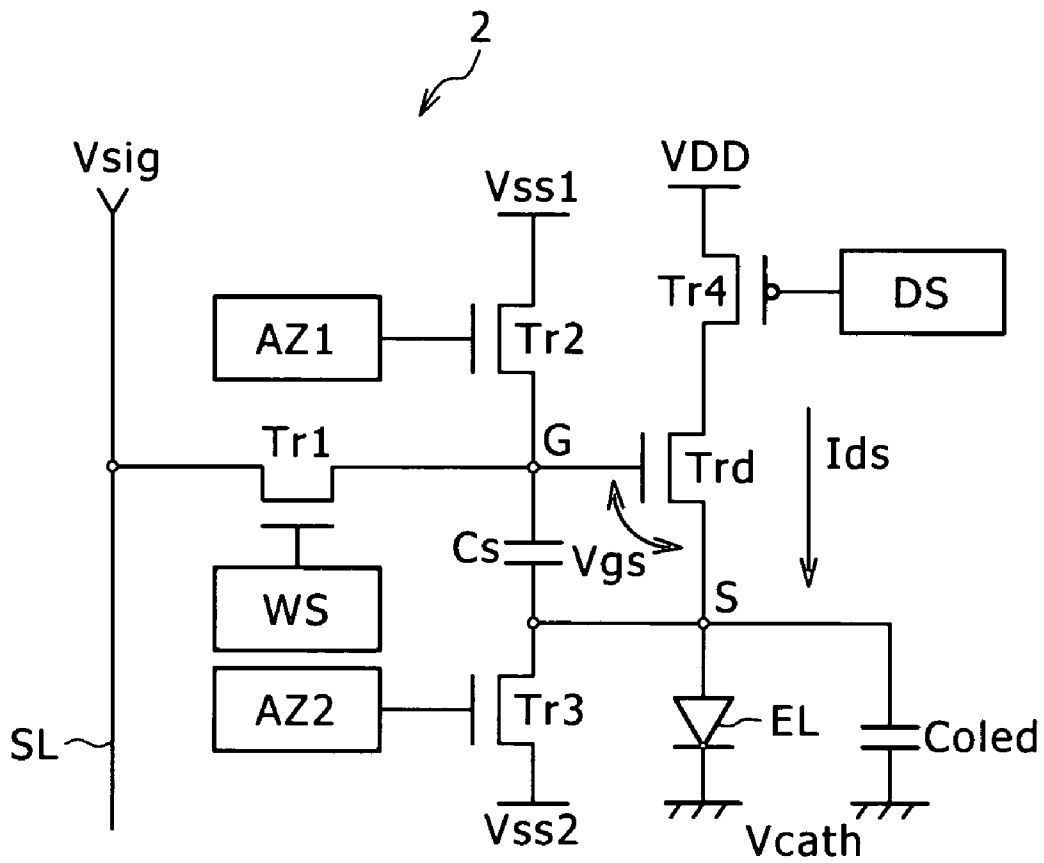 2
Vsig
VDD
Vss1
Tr4
DS
AZ1
Tr2
Tr1
G
Trd
Ids
Cs
Vgs
WS
S
AZ2
Tr3
EL
SL
Coled
Vss2
Vcath